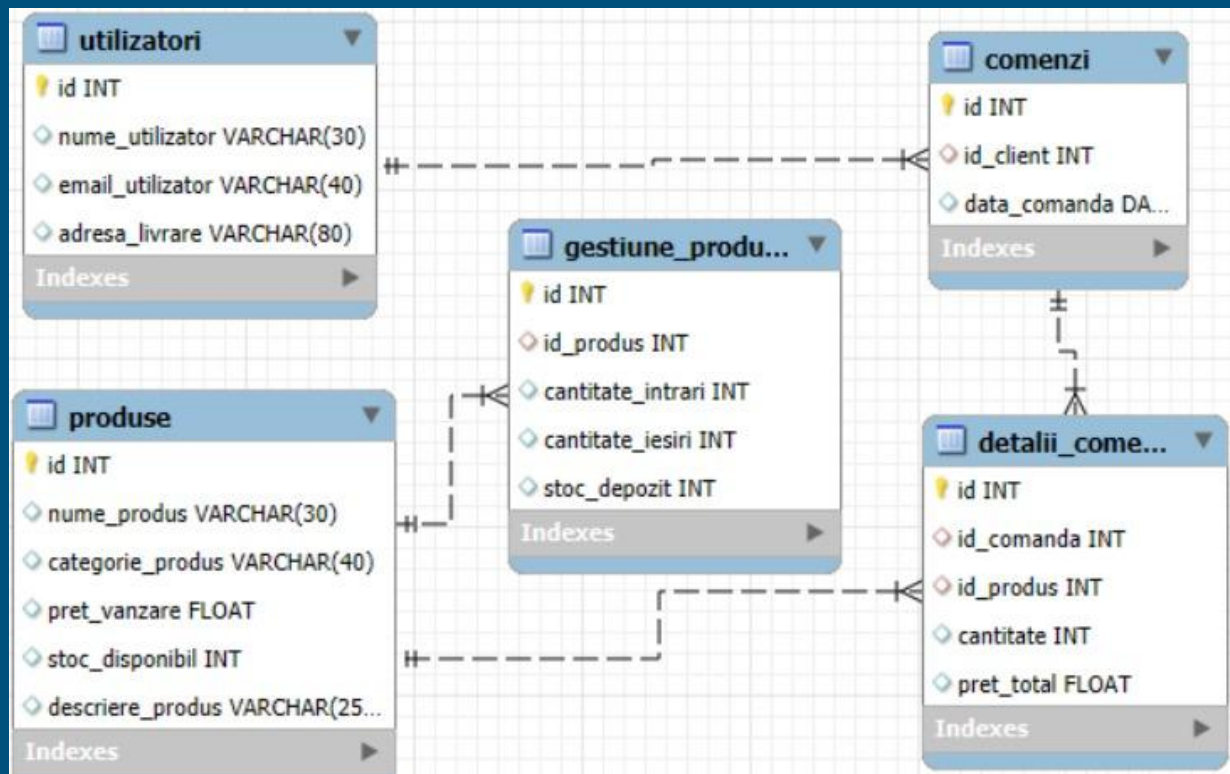 utilizatori
id INT
nume_utilizator VARCHAR(30)
email_utilizator VARCHAR(40)
adresa_livrare VARCHAR(80)
Indexes
comenzi
id INT
id_client INT
data_comanda DA...
Indexes
gestiune_produ...
id INT
id_produs INT
cantitate_intrari INT
cantitate_iesiri INT
stoc_depozit INT
Indexes
produse
id INT
nume_produs VARCHAR(30)
categorie_produs VARCHAR(40)
pret_vanzare FLOAT
stoc_disponibil INT
descriere_produs VARCHAR(25...
Indexes
detalii_come...
id INT
id_comanda INT
id_produs INT
cantitate INT
pret_total FLOAT
Indexes